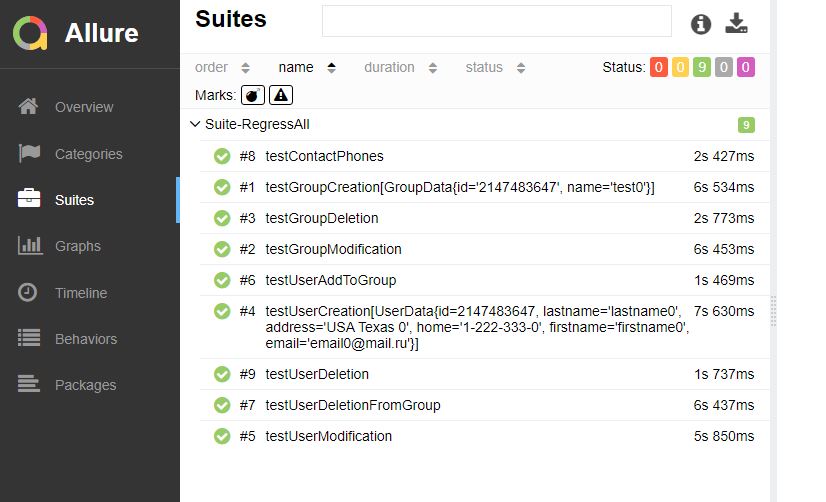 Allure
Overview
Categories
Suites
Graphs
Timeline
Behaviors
Packages
Suites
order name duration status Status: 0 0 9 0 0
Marks:
Suite-RegressAll 9
#8 testContactPhones 2s 427ms
#1 testGroupCreation[GroupData{id='2147483647', name='test0'}] 6s 534ms
#3 testGroupDeletion 2s 773ms
#2 testGroupModification 6s 453ms
#6 testUserAddToGroup 1s 469ms
#4 testUserCreation[UserData{id=2147483647, lastname='lastname0', 7s 630ms
address='USA Texas 0', home='1-222-333-0', firstname='firstname0',
email='email0@mail.ru'}]
#9 testUserDeletion 1s 737ms
#7 testUserDeletionFromGroup 6s 437ms
#5 testUserModification 5s 850ms